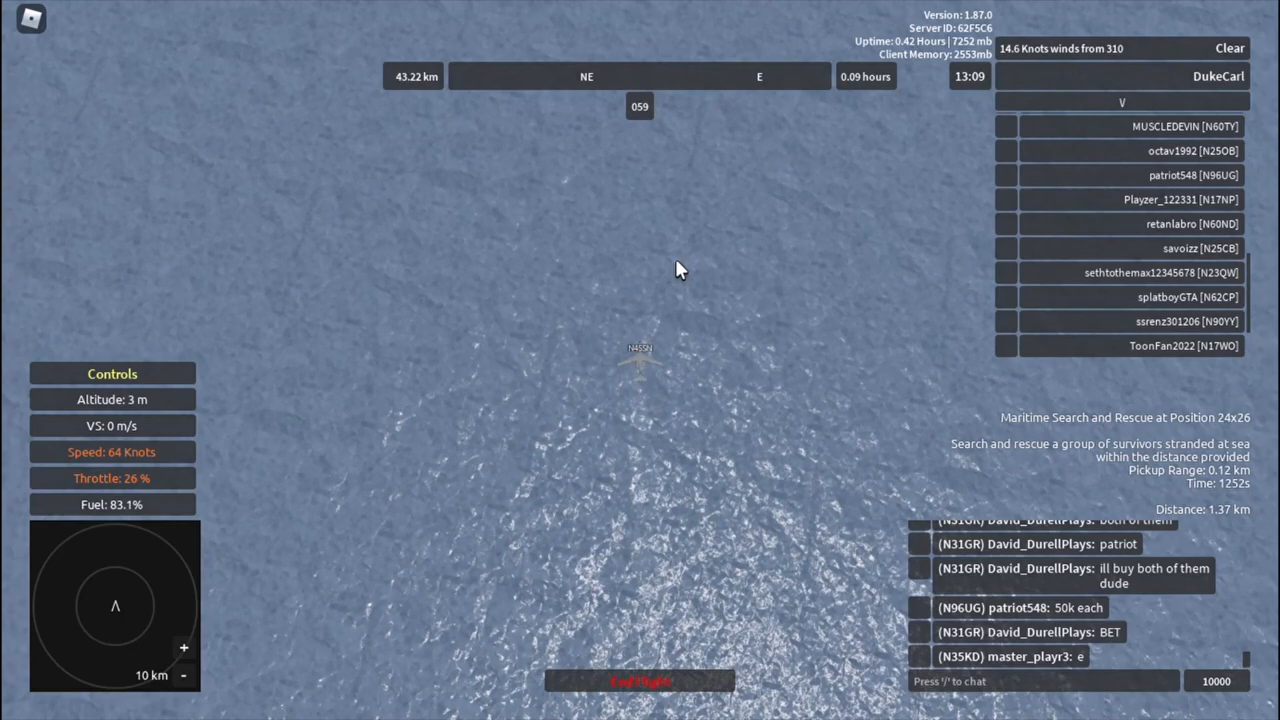 Version: 1.87.0
Server ID: 62F5C6
Uptime: 0.42 Hours | 7252 mb
Client Memory: 2553mb
14.6 Knots winds from 310 Clear
43.22 km NE E 0.09 hours 13:09 DukeCarl
059
V
MUSCLEDEVIN [N60TY]
octav1992 [N25OB]
patriot548 [N96UG]
Playzer_122331 [N17NP]
retanlabro [N60ND]
savoizz [N25CB]
sethtothemax12345678 [N23QW]
splatboyGTA [N62CP]
ssrenz301206 [N90YY]
ToonFan2022 [N17WO]
N45SN
Controls
Altitude: 3 m
VS: 0 m/s
Speed: 64 Knots
Throttle: 26 %
Fuel: 83.1%
10 km
+
-
Maritime Search and Rescue at Position 24x26
Search and rescue a group of survivors stranded at sea
within the distance provided
Pickup Range: 0.12 km
Time: 1252s
Distance: 1.37 km
(N31GR) David_DurellPlays: both of them
(N31GR) David_DurellPlays: patriot
(N31GR) David_DurellPlays: ill buy both of them
dude
(N96UG) patriot548: 50k each
(N31GR) David_DurellPlays: BET
(N35KD) master_playr3: e
Press '/' to chat 10000
End Flight